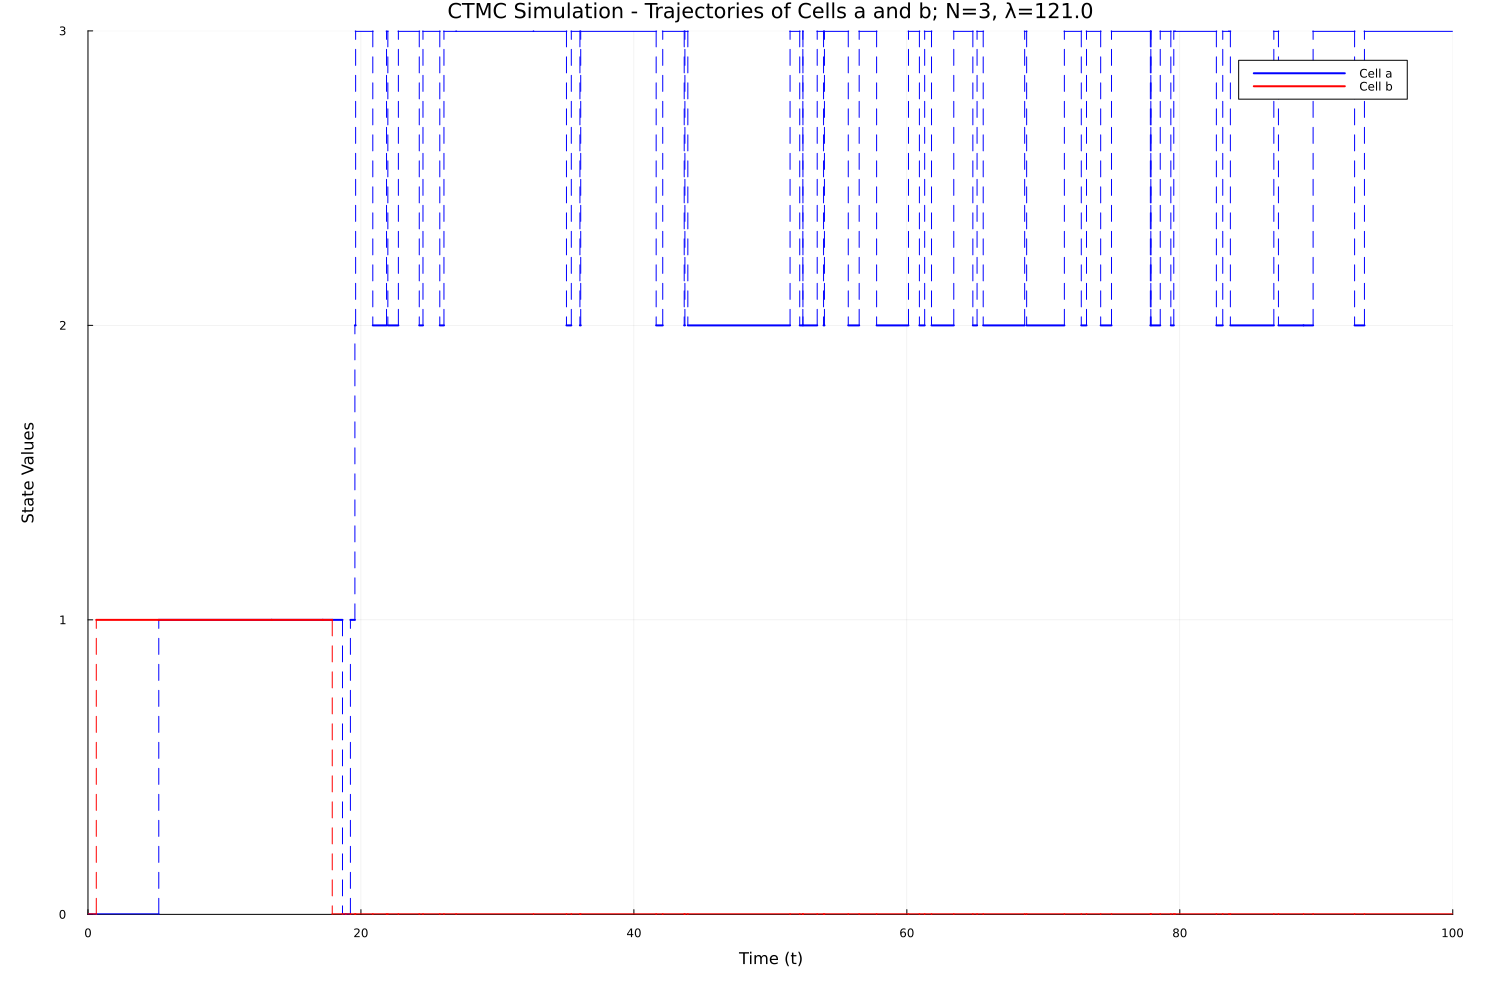 CTMC Simulation - Trajectories of Cells a and b; N=3, λ=121.0
3
Cell a
Cell b
2
State Values
1
0
0 20 40 60 80 100
Time (t)